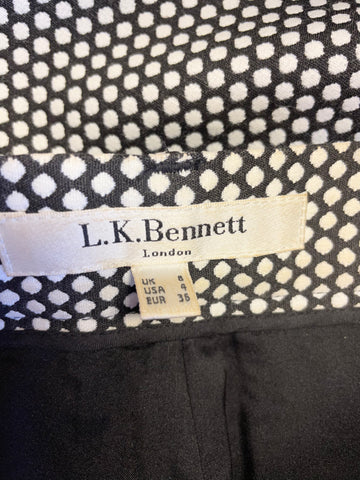 L.K.Bennett
London
UK 8
USA 4
EUR 36